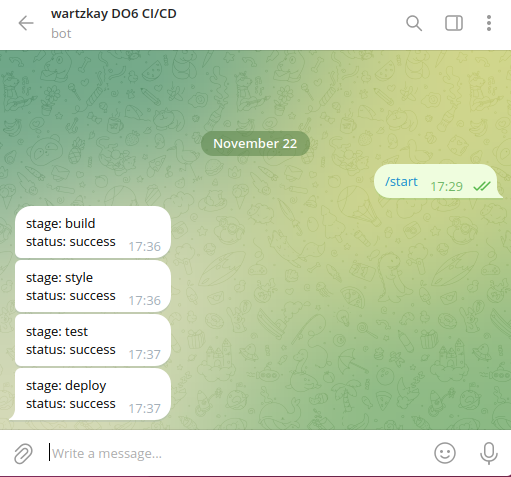 wartzkay DO6 CI/CD
bot
November 22
/start 17:29
stage: build
status: success 17:36
stage: style
status: success 17:36
stage: test
status: success 17:37
stage: deploy
status: success 17:37
Write a message...